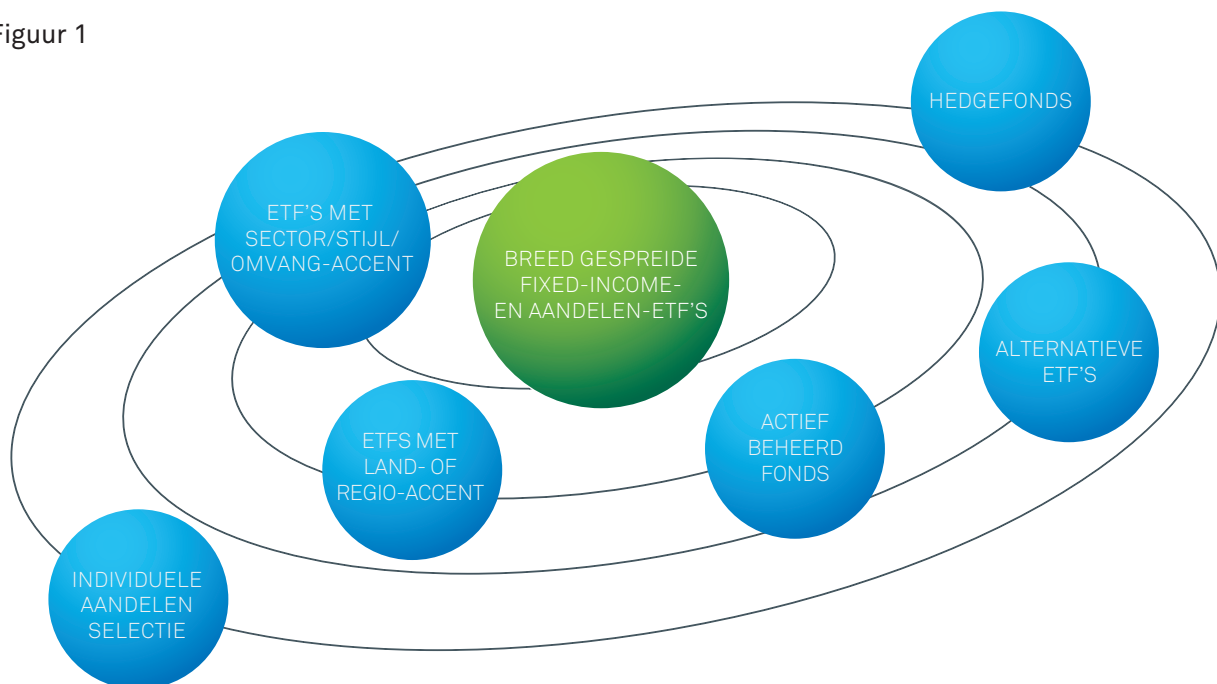 Figuur 1
HEDGEFONDS
ETF'S MET
SECTOR/STIJL/
OMVANG-ACCENT
BREED GESPREIDE
FIXED-INCOME-
EN AANDELEN-ETF'S
ALTERNATIEVE
ETF'S
ETFS MET
LAND- OF
REGIO-ACCENT
ACTIEF
BEHEERD
FONDS
INDIVIDUELE
AANDELEN
SELECTIE